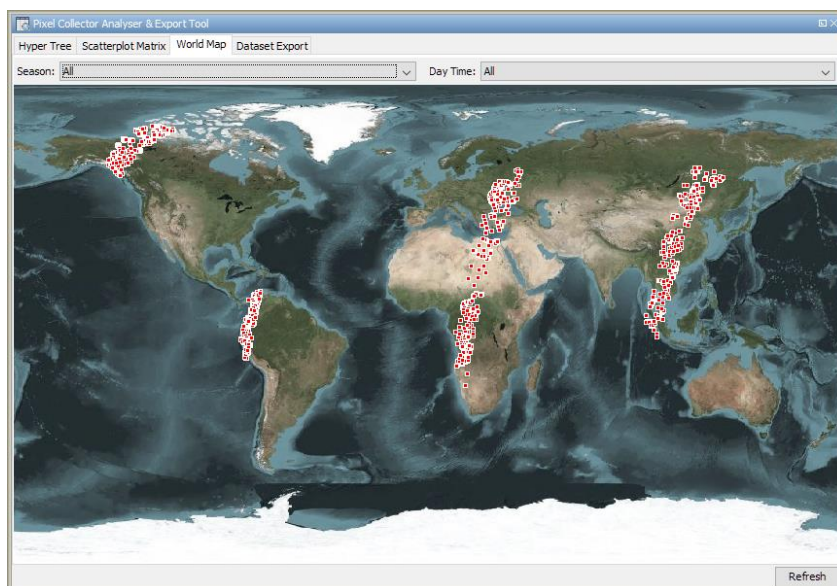 Pixel Collector Analyser & Export Tool
Hyper Tree Scatterplot Matrix World Map Dataset Export
Season: All Day Time: All
Refresh